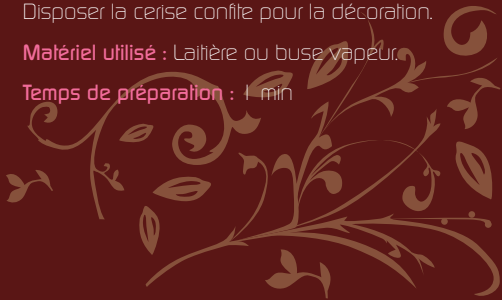 Disposer la cerise confite pour la décoration.
Matériel utilisé : Laitière ou buse vapeur.
Temps de préparation : 1 min